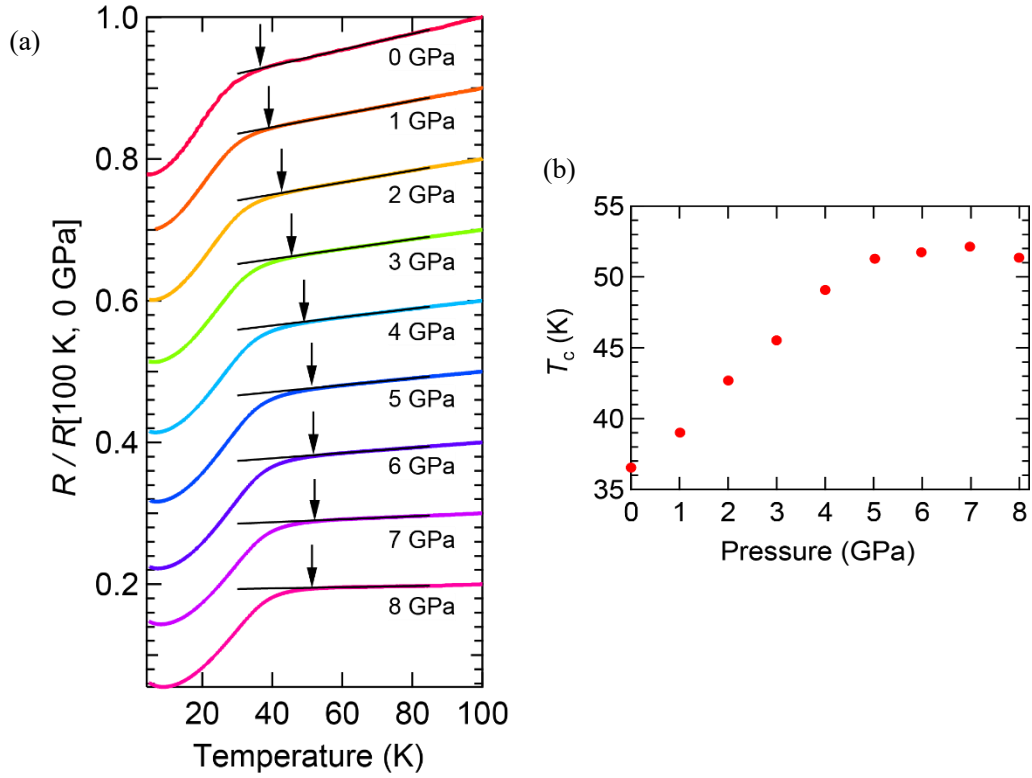 (a)
R / R[100 K, 0 GPa]
1.0
0.8
0.6
0.4
0.2
0 GPa
1 GPa
2 GPa
3 GPa
4 GPa
5 GPa
6 GPa
7 GPa
8 GPa
20 40 60 80 100
Temperature (K)
(b)
Tc (K)
55
50
45
40
35
0 1 2 3 4 5 6 7 8
Pressure (GPa)